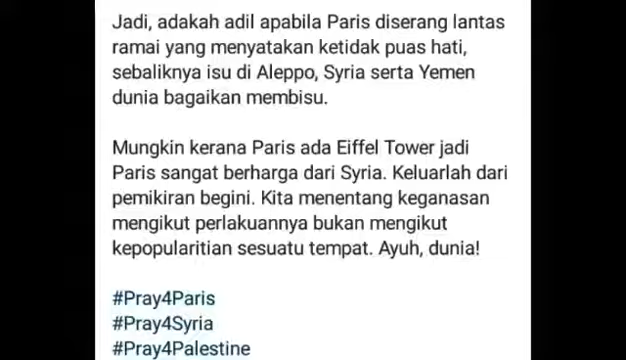 Jadi, adakah adil apabila Paris diserang lantas
ramai yang menyatakan ketidak puas hati,
sebaliknya isu di Aleppo, Syria serta Yemen
dunia bagaikan membisu.
Mungkin kerana Paris ada Eiffel Tower jadi
Paris sangat berharga dari Syria. Keluarlah dari
pemikiran begini. Kita menentang keganasan
mengikut perlakuannya bukan mengikut
kepopularitian sesuatu tempat. Ayuh, dunia!
#Pray4Paris
#Pray4Syria
#Pray4Palestine